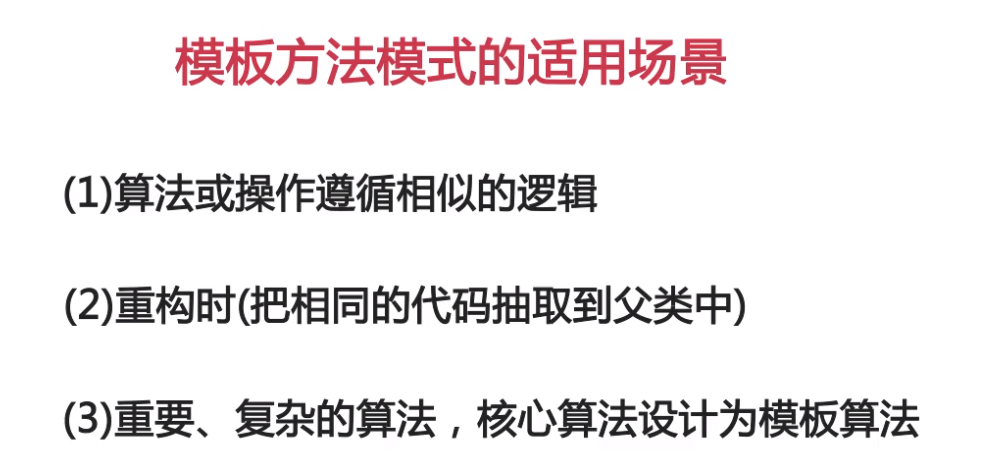 模板方法模式的适用场景
(1)算法或操作遵循相似的逻辑
(2)重构时(把相同的代码抽取到父类中)
(3)重要、复杂的算法，核心算法设计为模板算法